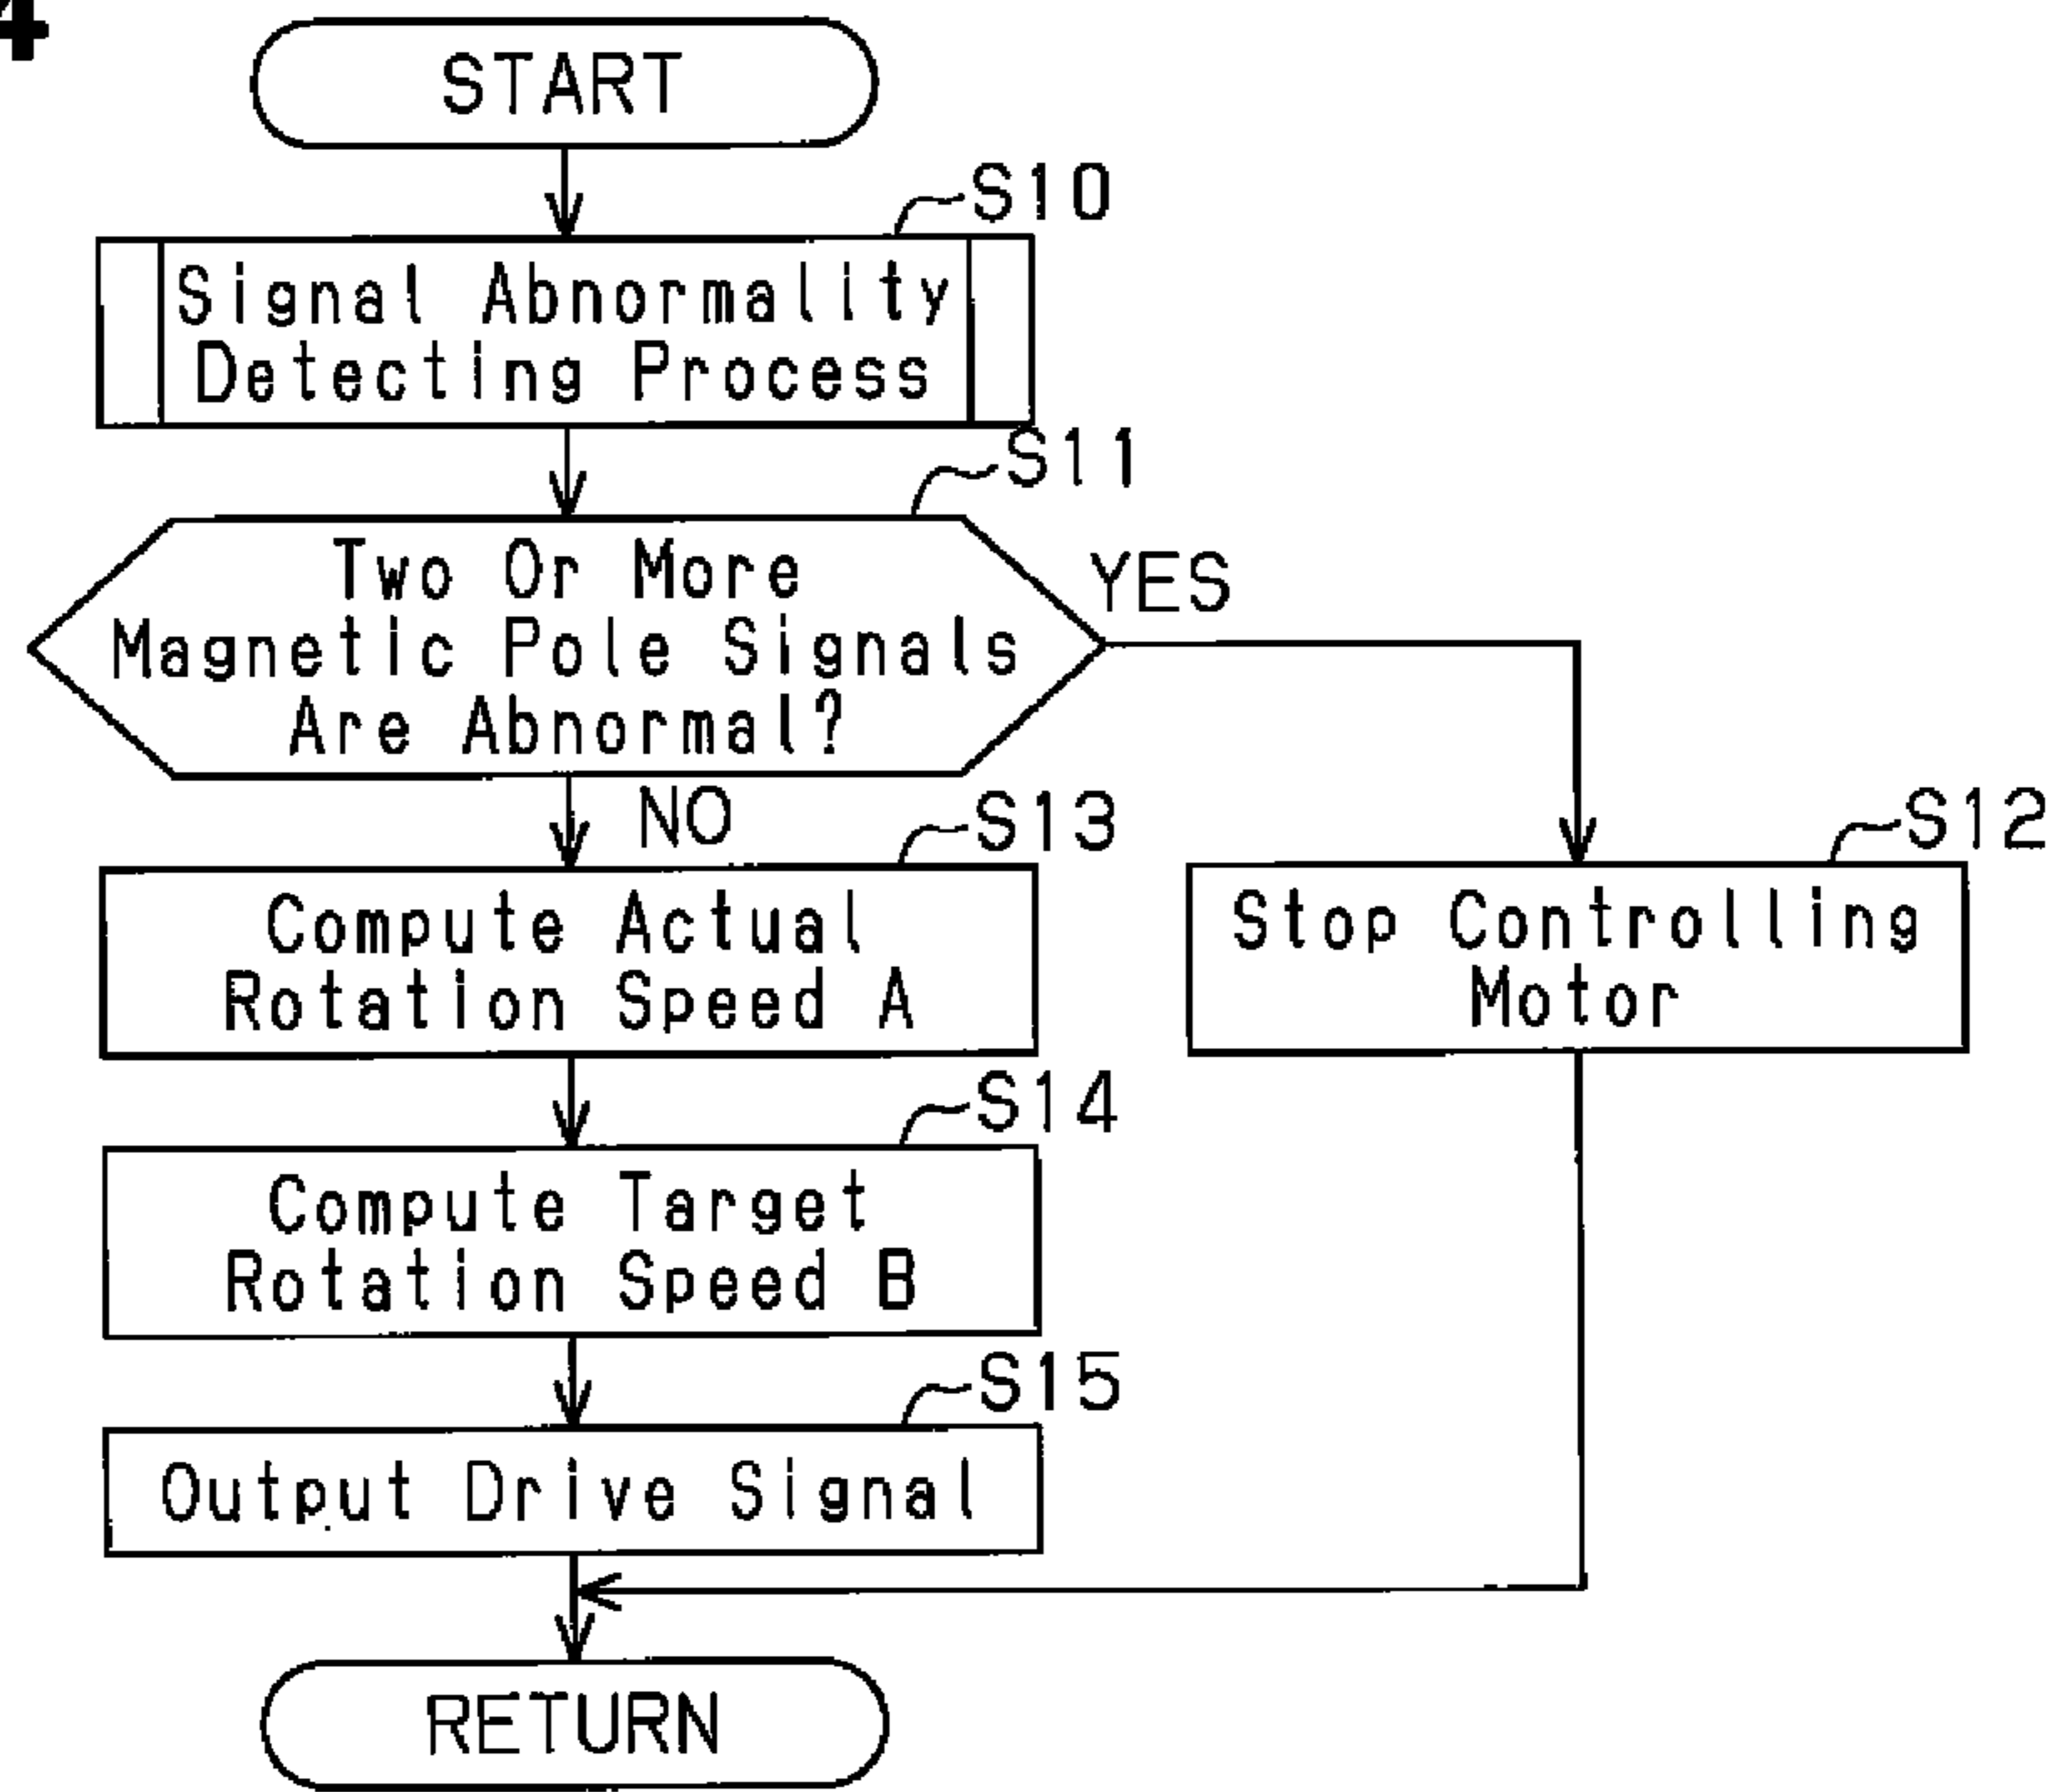 4
START
S10
Signal Abnormality
Detecting Process
S11
Two Or More
Magnetic Pole Signals
Are Abnormal?
YES
NO
S13
Compute Actual
Rotation Speed A
S12
Stop Controlling
Motor
S14
Compute Target
Rotation Speed B
S15
Output Drive Signal
RETURN